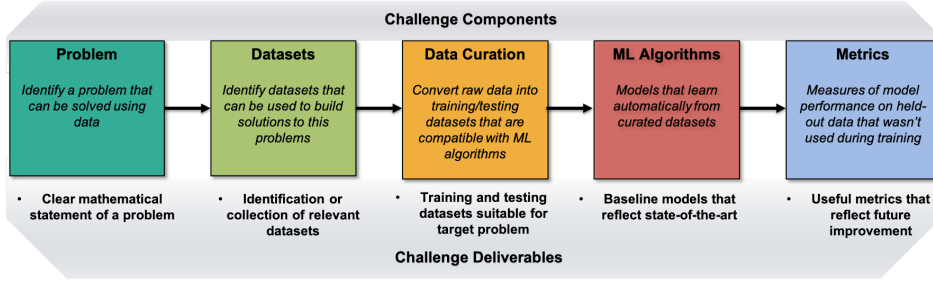 Challenge Components
Problem
Identify a problem that
can be solved using
data
Datasets
Identify datasets that
can be used to build
solutions to this
problems
Data Curation
Convert raw data into
training/testing
datasets that are
compatible with ML
algorithms
ML Algorithms
Models that learn
automatically from
curated datasets
Metrics
Measures of model
performance on held-
out data that wasn't
used during training
• Clear mathematical
statement of a problem
• Identification or
collection of relevant
datasets
• Training and testing
datasets suitable for
target problem
• Baseline models that
reflect state-of-the-art
• Useful metrics that
reflect future
improvement
Challenge Deliverables